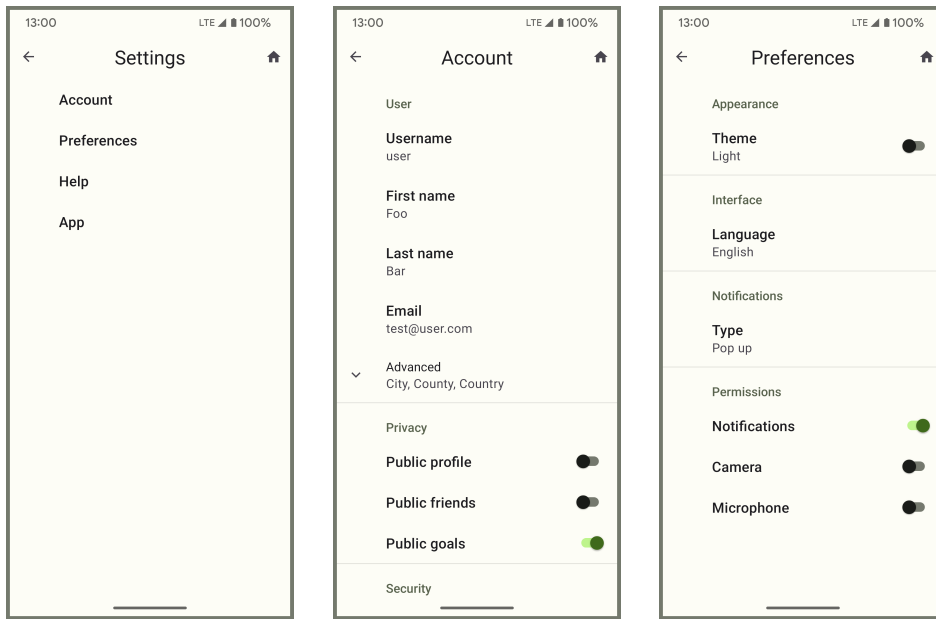 13:00 LTE 100%
Settings
Account
Preferences
Help
App
13:00 LTE 100%
Account
User
Username
user
First name
Foo
Last name
Bar
Email
test@user.com
Advanced
City, County, Country
Privacy
Public profile
Public friends
Public goals
Security
13:00 LTE 100%
Preferences
Appearance
Theme
Light
Interface
Language
English
Notifications
Type
Pop up
Permissions
Notifications
Camera
Microphone